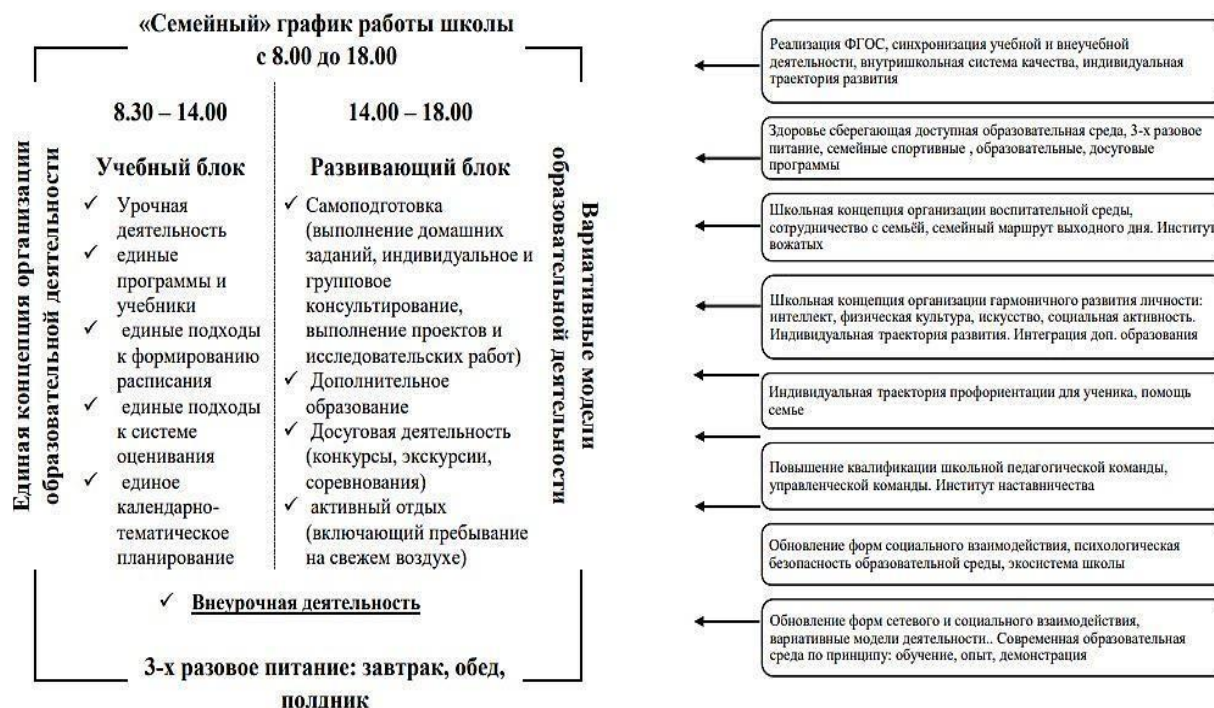 «Семейный» график работы школы
с 8.00 до 18.00
Единая концепция организации
образовательной деятельности
8.30 – 14.00
Учебный блок
✓ Урочная
деятельность
✓ единые
программы и
учебники
✓ единые подходы
к формированию
расписания
✓ единые подходы
к системе
оценивания
✓ единое
календарно-
тематическое
планирование
14.00 – 18.00
Развивающий блок
✓ Самоподготовка
(выполнение домашних
заданий, индивидуальное и
групповое
консультирование,
выполнение проектов и
исследовательских работ)
✓ Дополнительное
образование
✓ Досуговая деятельность
(конкурсы, экскурсии,
соревнования)
✓ активный отдых
(включающий пребывание
на свежем воздухе)
Вариативные модели
образовательной деятельности
✓ Внеурочная деятельность
3-х разовое питание: завтрак, обед,
полдник
Реализация ФГОС, синхронизация учебной и внеучебной
деятельности, внутришкольная система качества, индивидуальная
траектория развития
Здоровье сберегающая доступная образовательная среда, 3-х разовое
питание, семейные спортивные , образовательные, досуговые
программы
Школьная концепция организации воспитательной среды,
сотрудничество с семьёй, семейный маршрут выходного дня. Институт
вожатых
Школьная концепция организации гармоничного развития личности:
интеллект, физическая культура, искусство, социальная активность.
Индивидуальная траектория развития. Интеграция доп. образования
Индивидуальная траектория профориентации для ученика, помощь
семье
Повышение квалификации школьной педагогической команды,
управленческой команды. Институт наставничества
Обновление форм социального взаимодействия, психологическая
безопасность образовательной среды, экосистема школы
Обновление форм сетевого и социального взаимодействия,
вариативные модели деятельности.. Современная образовательная
среда по принципу: обучение, опыт, демонстрация